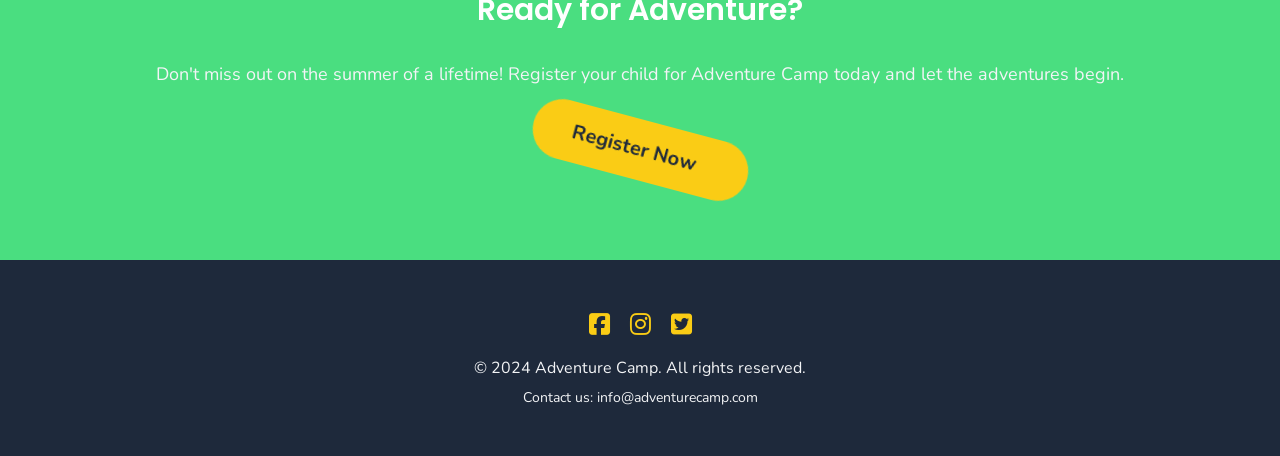 Ready for Adventure?
Don't miss out on the summer of a lifetime! Register your child for Adventure Camp today and let the adventures begin.
Register Now
© 2024 Adventure Camp. All rights reserved.
Contact us: info@adventurecamp.com